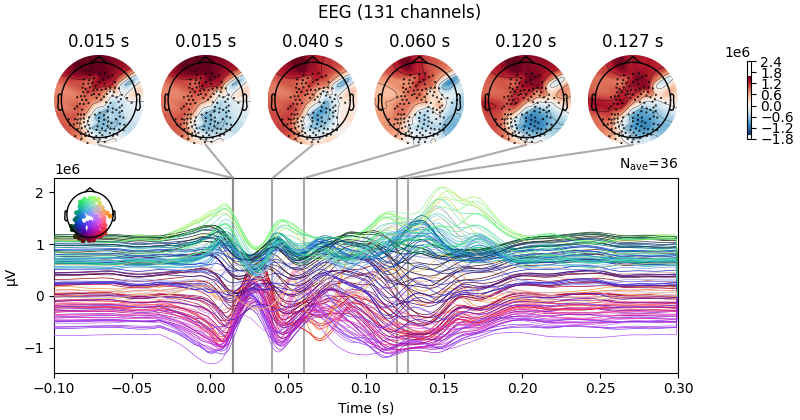 EEG (131 channels)
0.015 s 0.015 s 0.040 s 0.060 s 0.120 s 0.127 s
1e6
2.4
1.8
1.2
0.6
0.0
−0.6
−1.2
−1.8
1e6
Nave=36
2
1
0
−1
µV
−0.10 −0.05 0.00 0.05 0.10 0.15 0.20 0.25 0.30
Time (s)